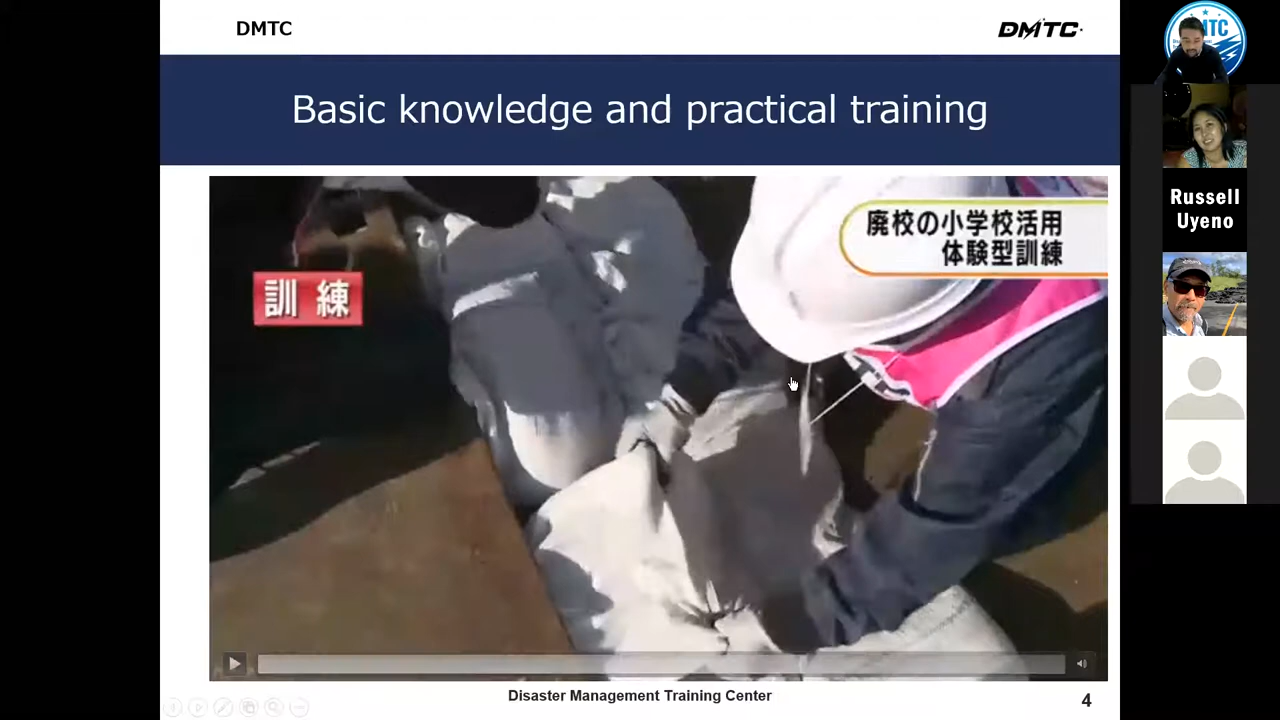 DMTC
DMTC
Basic knowledge and practical training
廃校の小学校活用
体験型訓練
訓練
Disaster Management Training Center
4
Russell
Uyeno